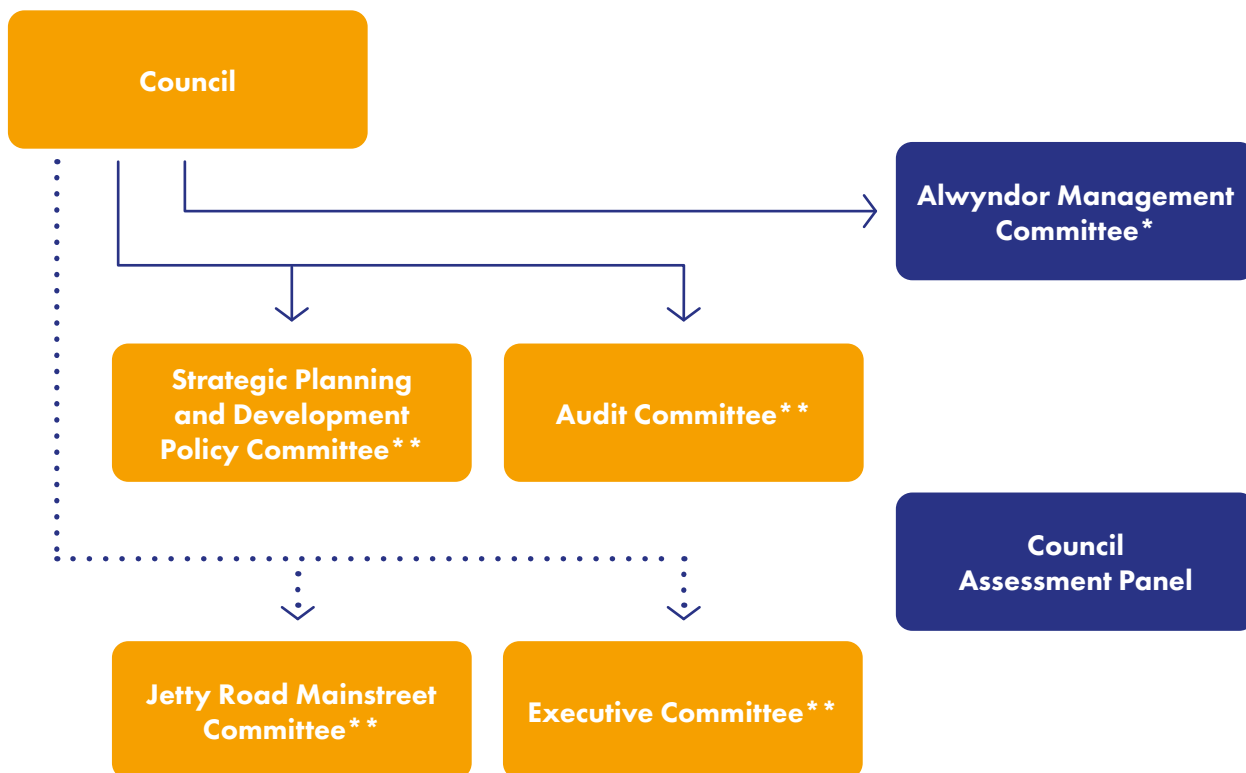 Council
Alwyndor Management
Committee*
Strategic Planning
and Development
Policy Committee**
Audit Committee**
Council
Assessment Panel
Jetty Road Mainstreet
Committee**
Executive Committee**